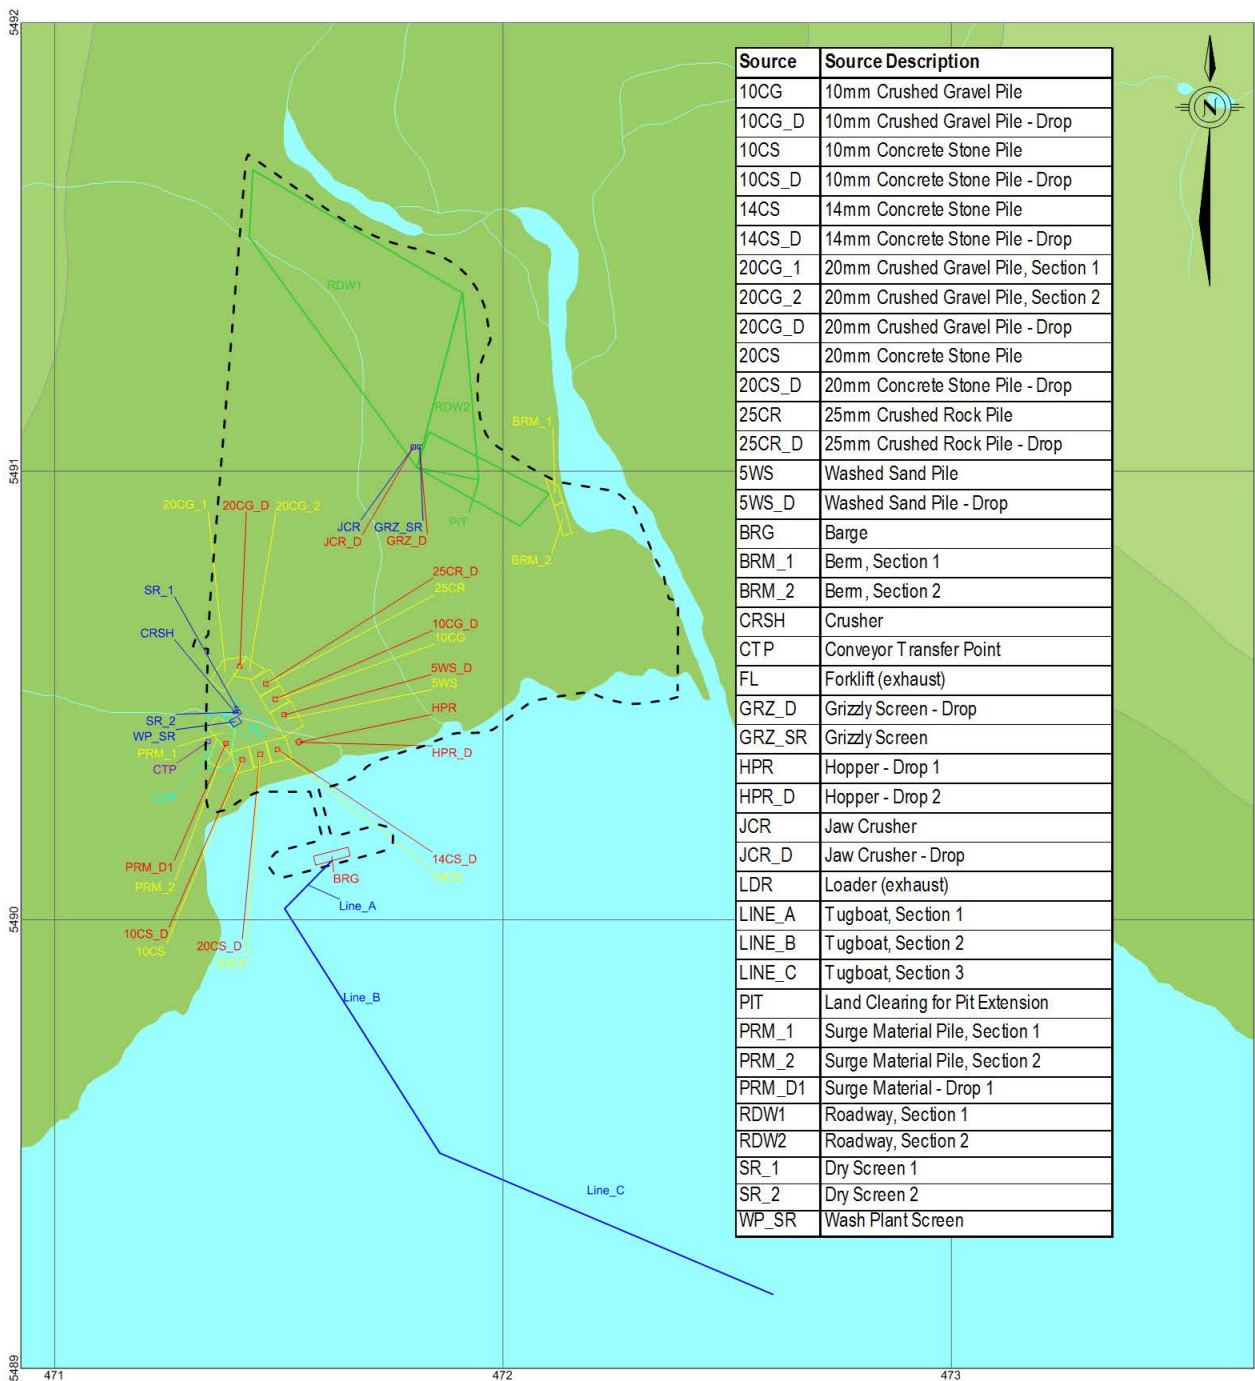 5492
Source Source Description
10CG 10mm Crushed Gravel Pile
10CG_D 10mm Crushed Gravel Pile - Drop
10CS 10mm Concrete Stone Pile
10CS_D 10mm Concrete Stone Pile - Drop
14CS 14mm Concrete Stone Pile
14CS_D 14mm Concrete Stone Pile - Drop
20CG_1 20mm Crushed Gravel Pile, Section 1
20CG_2 20mm Crushed Gravel Pile, Section 2
20CG_D 20mm Crushed Gravel Pile - Drop
20CS 20mm Concrete Stone Pile
20CS_D 20mm Concrete Stone Pile - Drop
25CR 25mm Crushed Rock Pile
25CR_D 25mm Crushed Rock Pile - Drop
5WS Washed Sand Pile
5WS_D Washed Sand Pile - Drop
BRG Barge
BRM_1 Berm, Section 1
BRM_2 Berm, Section 2
CRSH Crusher
CTP Conveyor Transfer Point
FL Forklift (exhaust)
GRZ_D Grizzly Screen - Drop
GRZ_SR Grizzly Screen
HPR Hopper - Drop 1
HPR_D Hopper - Drop 2
JCR Jaw Crusher
JCR_D Jaw Crusher - Drop
LDR Loader (exhaust)
LINE_A Tugboat, Section 1
LINE_B Tugboat, Section 2
LINE_C Tugboat, Section 3
PIT Land Clearing for Pit Extension
PRM_1 Surge Material Pile, Section 1
PRM_2 Surge Material Pile, Section 2
PRM_D1 Surge Material - Drop 1
RDW1 Roadway, Section 1
RDW2 Roadway, Section 2
SR_1 Dry Screen 1
SR_2 Dry Screen 2
WP_SR Wash Plant Screen
N
RDW1
RDW2
BRM_1
5491
20CG_1 20CG_D 20CG_2
JCR GRZ_SR PIT
JCR_D GRZ_D
BRM_2
25CR_D
25CR
SR_1
10CG_D
CRSH
10CG
5WS_D
5WS
HPR
SR_2
WP_SR
PRM_1
HPR_D
CTP
LDR
14CS_D
PRM_D1
14CS
BRG
PRM_2
Line_A
5490
10CS_D
20CS_D
10CS
Line_B
Line_C
5489
471 472 473